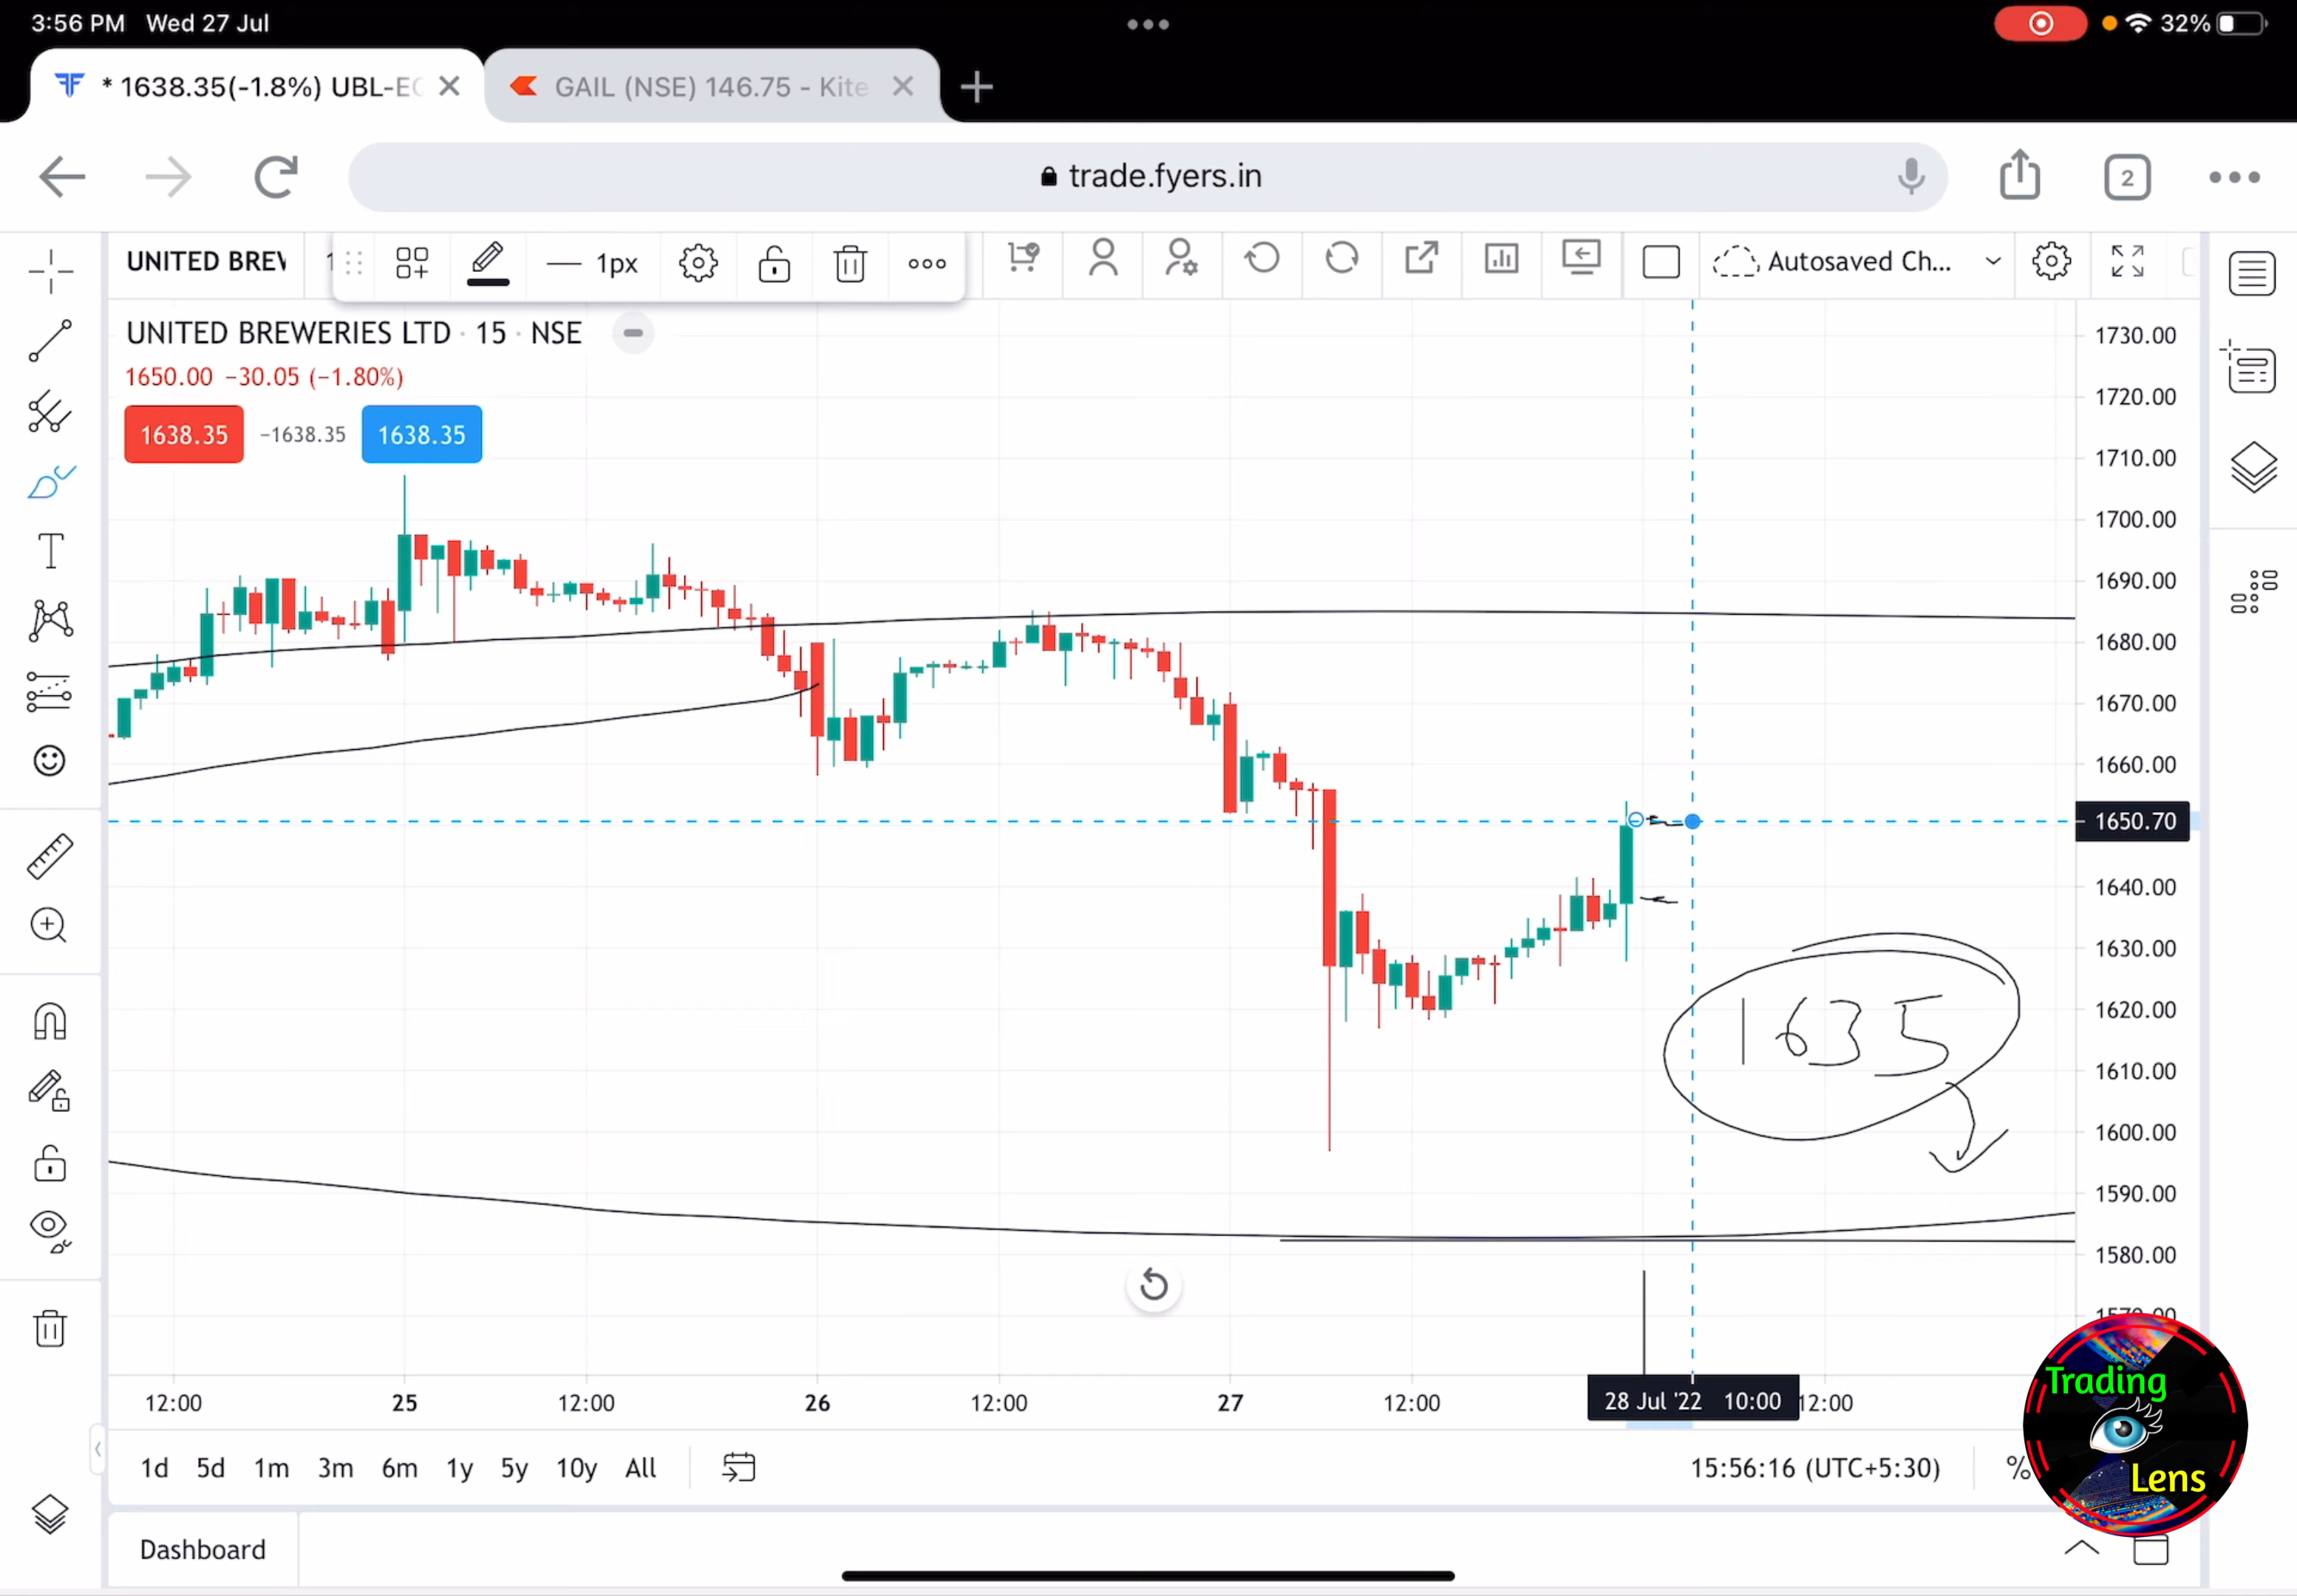 3:56 PM Wed 27 Jul
32%
* 1638.35(-1.8%) UBL-EQ
GAIL (NSE) 146.75 - Kite
trade.fyers.in
2
UNITED BREW
1px
Autosaved Ch...
UNITED BREWERIES LTD · 15 · NSE
1650.00 −30.05 (−1.80%)
1638.35 −1638.35 1638.35
1730.00
1720.00
1710.00
1700.00
1690.00
1680.00
1670.00
1660.00
1650.70
1640.00
1630.00
1620.00
1610.00
1600.00
1590.00
1580.00
1570.00
1635
12:00 25 12:00 26 12:00 27 12:00 28 Jul '22 10:00 12:00
1d 5d 1m 3m 6m 1y 5y 10y All
15:56:16 (UTC+5:30) %
Trading
Lens
Dashboard